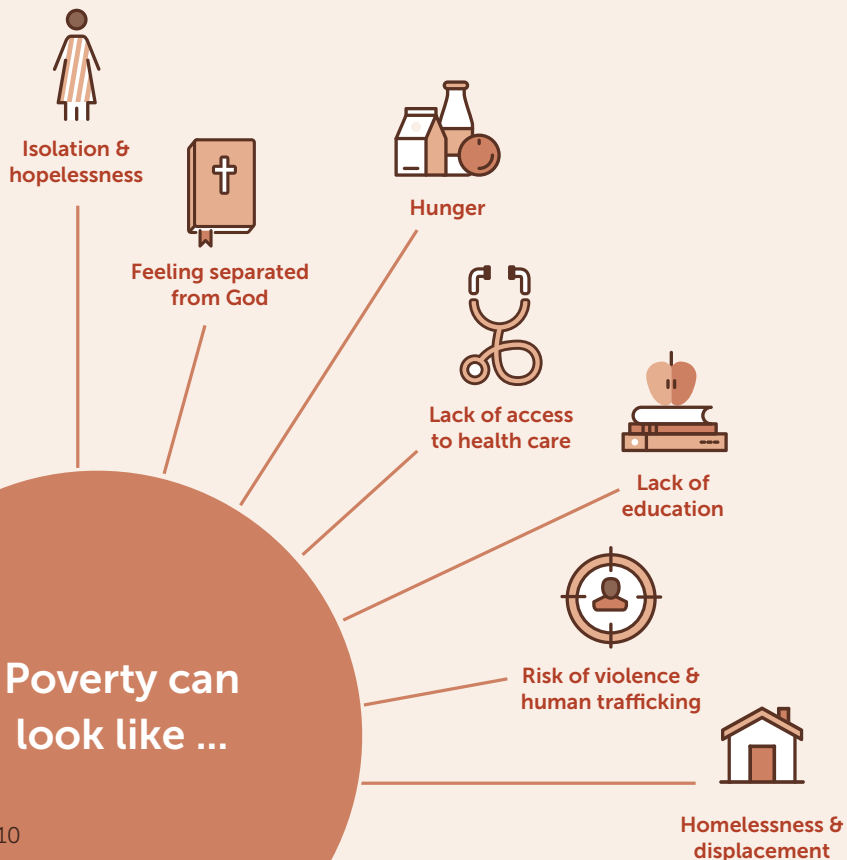 Isolation &
hopelessness
Feeling separated
from God
Hunger
Lack of access
to health care
Lack of
education
Risk of violence &
human trafficking
Homelessness &
displacement
Poverty can
look like ...
10